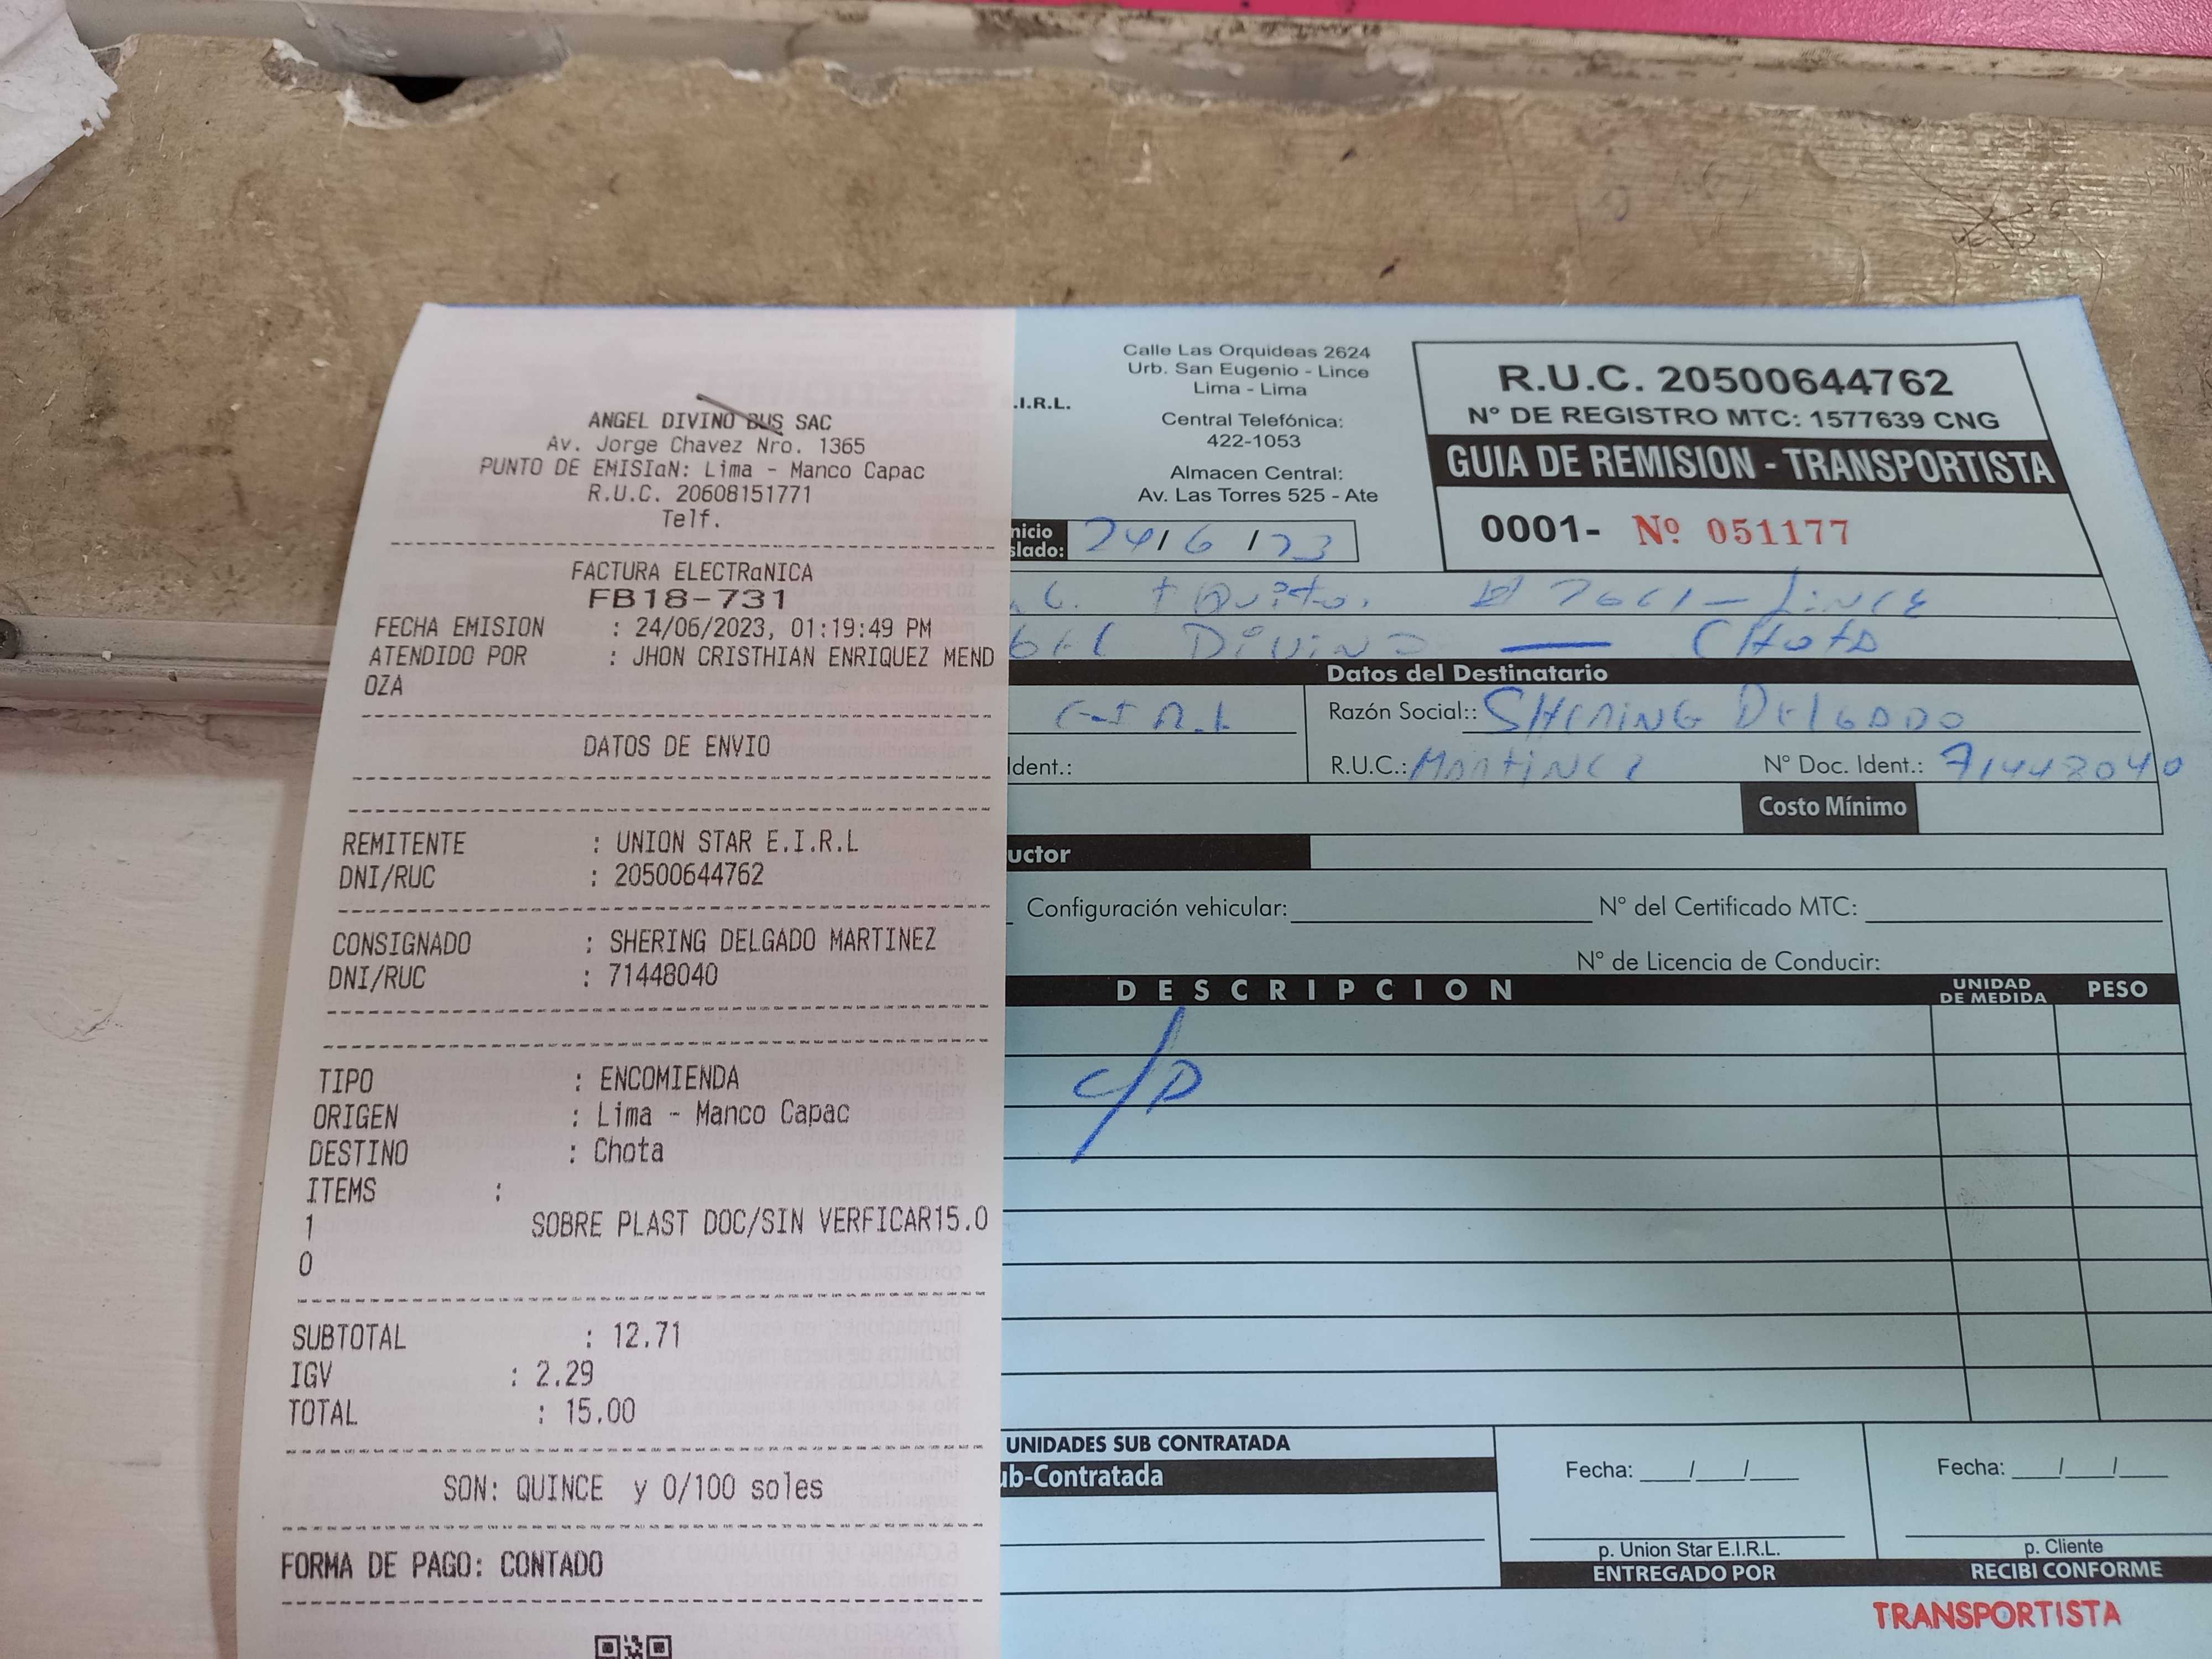 ANGEL DIVINO BUS SAC
Av. Jorge Chavez Nro. 1365
PUNTO DE EMISIαN: Lima - Manco Capac
R.U.C. 20608151771
Telf.
FACTURA ELECTRαNICA
FB18-731
FECHA EMISION : 24/06/2023, 01:19:49 PM
ATENDIDO POR : JHON CRISTHIAN ENRIQUEZ MEND
OZA
DATOS DE ENVIO
REMITENTE : UNION STAR E.I.R.L
DNI/RUC : 20500644762
CONSIGNADO : SHERING DELGADO MARTINEZ
DNI/RUC : 71448040
TIPO : ENCOMIENDA
ORIGEN : Lima - Manco Capac
DESTINO : Chota
ITEMS :
1 SOBRE PLAST DOC/SIN VERFICAR15.0
0
SUBTOTAL : 12.71
IGV : 2.29
TOTAL : 15.00
SON: QUINCE y 0/100 soles
FORMA DE PAGO: CONTADO
.I.R.L.
Calle Las Orquideas 2624
Urb. San Eugenio - Lince
Lima - Lima
Central Telefónica:
422-1053
Almacen Central:
Av. Las Torres 525 - Ate
R.U.C. 20500644762
N° DE REGISTRO MTC: 1577639 CNG
GUIA DE REMISION - TRANSPORTISTA
0001- Nº 051177
nicio
slado: 24/6/23
Lince
Divino — Chota
Datos del Destinatario
E.I.R.L
Razón Social:: SHERING DELGADO
Ident.:
R.U.C.: MARTINEZ N° Doc. Ident.: 71448040
Costo Mínimo
uctor
Configuración vehicular: N° del Certificado MTC:
N° de Licencia de Conducir:
DESCRIPCION UNIDAD DE MEDIDA PESO
c/p
UNIDADES SUB CONTRATADA
ub-Contratada
Fecha: ___/___/___
Fecha: ___/___/___
p. Union Star E.I.R.L.
ENTREGADO POR
p. Cliente
RECIBI CONFORME
TRANSPORTISTA